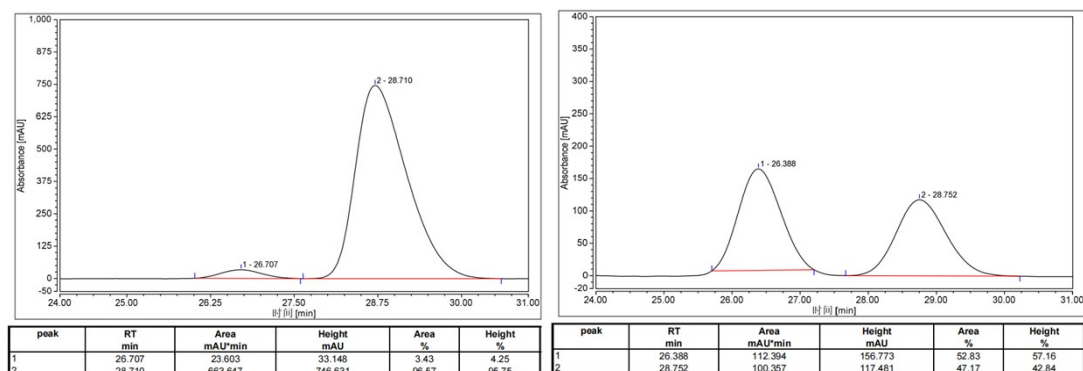 1,000
875
750
625
500
375
250
125
0
-50
Absorbance [mAU]
1 - 26.707
2 - 28.710
24.00 25.00 26.25 27.50 28.75 30.00 31.00
时间 [min]
peak RT Area Height Area Height
min mAU*min mAU % %
1 26.707 23.603 33.148 3.43 4.25
2 28.710 663.647 746.631 96.57 95.75
400
350
300
250
200
150
100
50
0
-20
Absorbance [mAU]
1 - 26.388
2 - 28.752
24.00 25.00 26.00 27.00 28.00 29.00 30.00 31.00
时间 [min]
peak RT Area Height Area Height
min mAU*min mAU % %
1 26.388 112.394 156.773 52.83 57.16
2 28.752 100.357 117.481 47.17 42.84